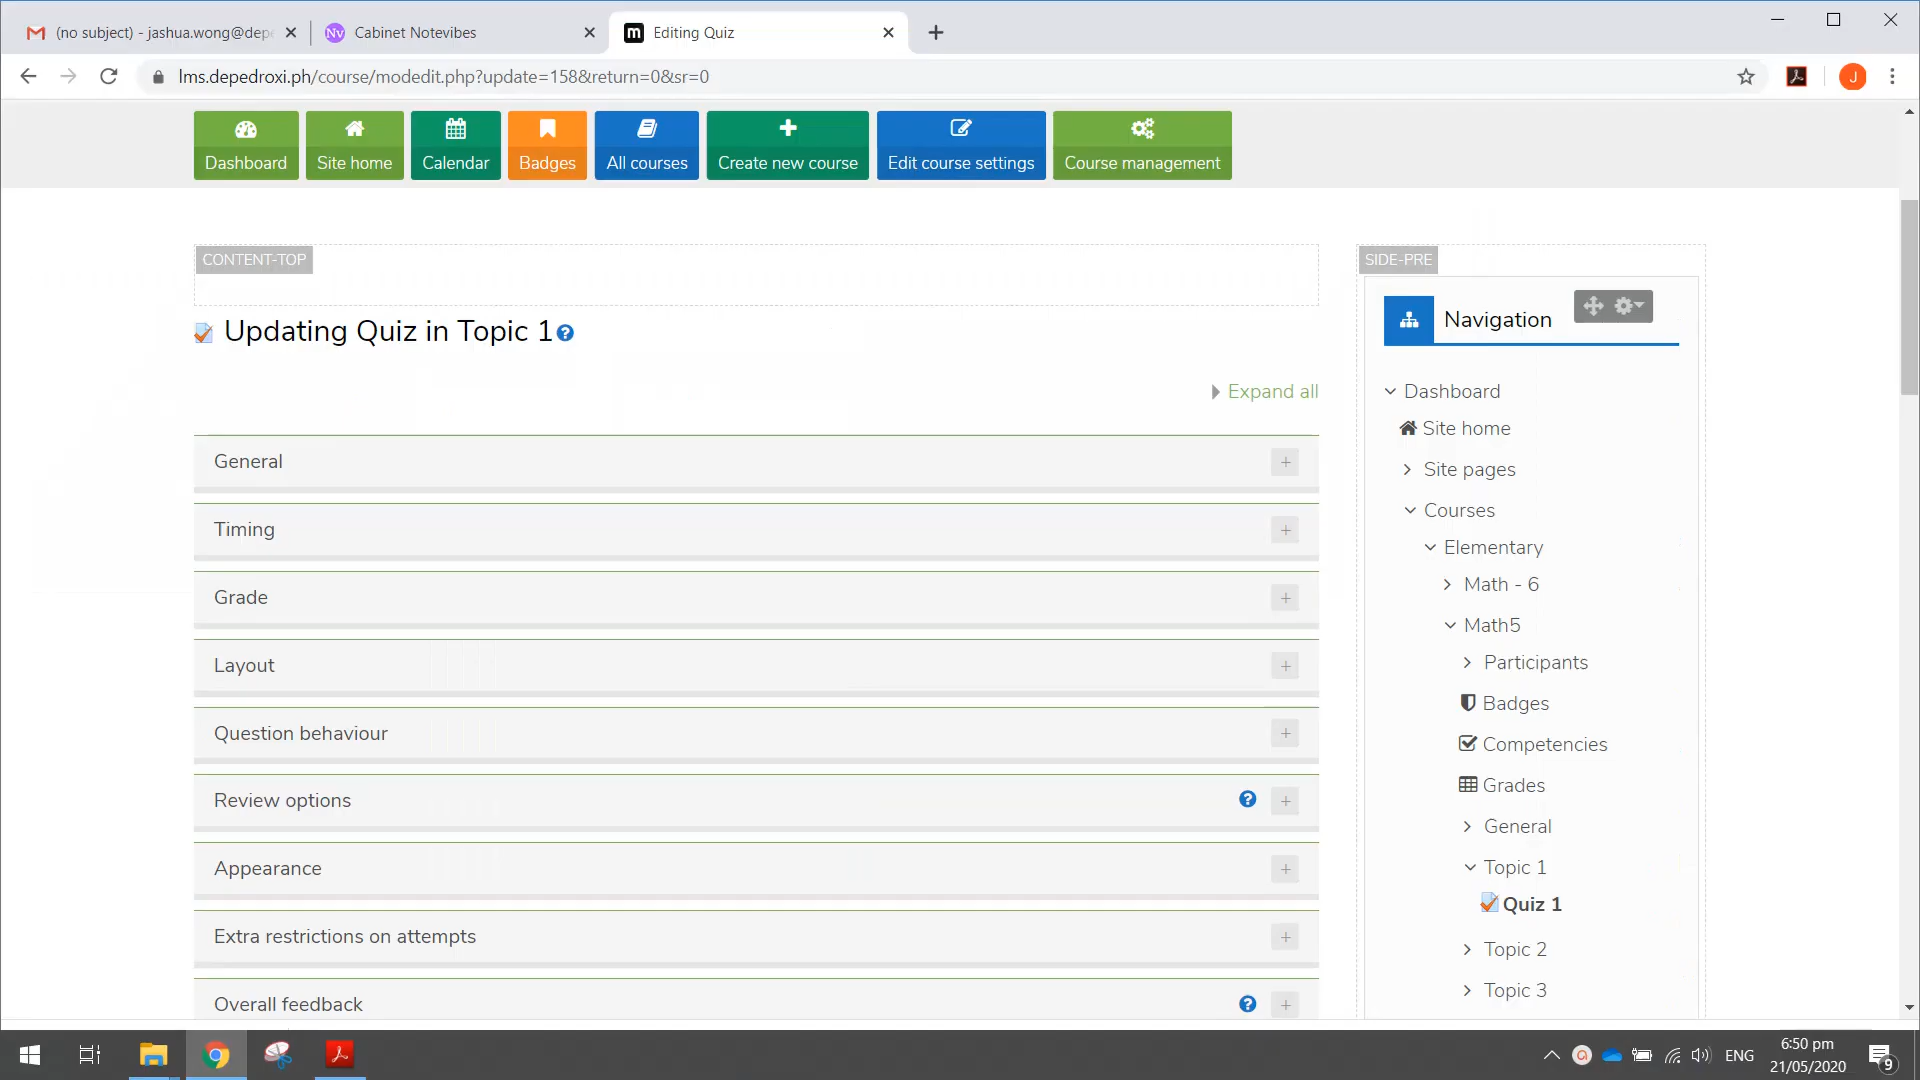 (no subject) - jashua.wong@depe
Nv
Cabinet Notevibes
m
Editing Quiz
lms.depedroxi.ph/course/modedit.php?update=158&return=0&sr=0
J
Dashboard
Site home
Calendar
Badges
All courses
Create new course
Edit course settings
Course management
CONTENT-TOP
SIDE-PRE
Updating Quiz in Topic 1
Navigation
Expand all
General
Timing
Grade
Layout
Question behaviour
Review options
Appearance
Extra restrictions on attempts
Overall feedback
Dashboard
Site home
Site pages
Courses
Elementary
Math - 6
Math5
Participants
Badges
Competencies
Grades
General
Topic 1
Quiz 1
Topic 2
Topic 3
ENG
6:50 pm
21/05/2020
9